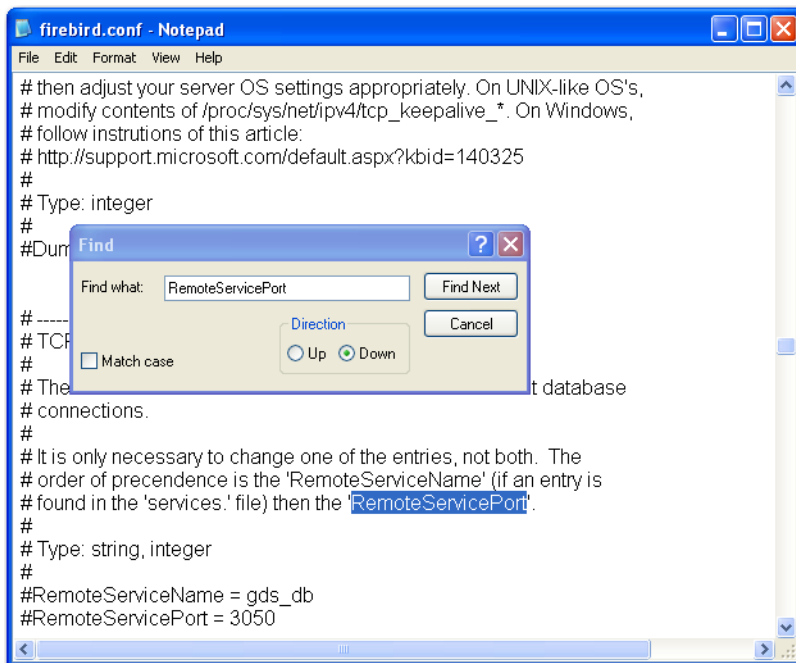 firebird.conf - Notepad
File Edit Format View Help
# then adjust your server OS settings appropriately. On UNIX-like OS's,
# modify contents of /proc/sys/net/ipv4/tcp_keepalive_*. On Windows,
# follow instrutions of this article:
# http://support.microsoft.com/default.aspx?kbid=140325
#
# Type: integer
#
#Dum
Find
Find what: RemoteServicePort Find Next
Direction Cancel
Up Down
Match case
# -----
# TCP
#
# The t database
# connections.
#
# It is only necessary to change one of the entries, not both. The
# order of precendence is the 'RemoteServiceName' (if an entry is
# found in the 'services.' file) then the 'RemoteServicePort'.
#
# Type: string, integer
#
#RemoteServiceName = gds_db
#RemoteServicePort = 3050